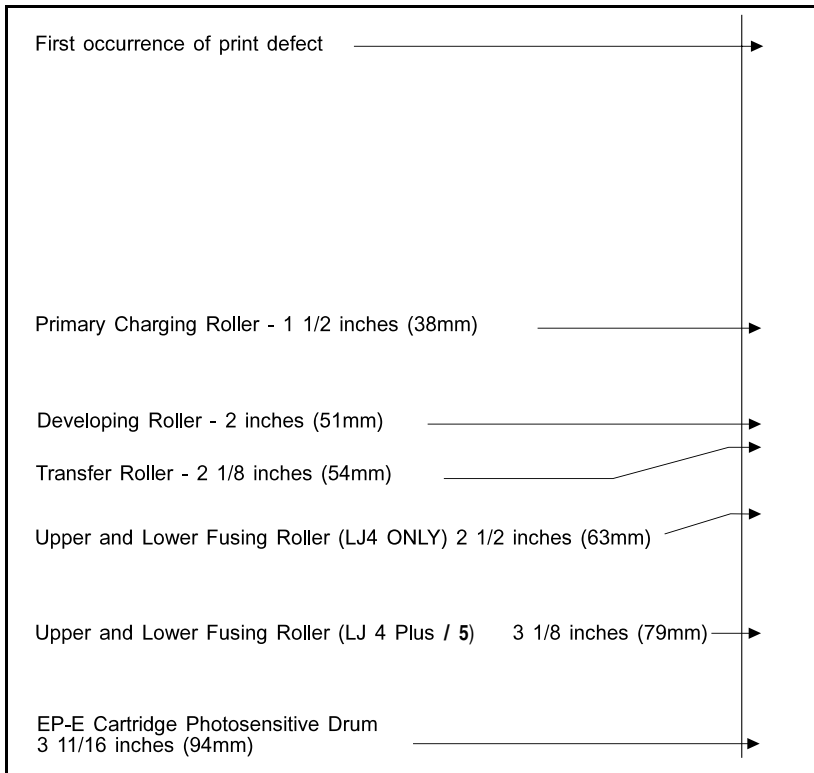 First occurrence of print defect
Primary Charging Roller - 1 1/2 inches (38mm)
Developing Roller - 2 inches (51mm)
Transfer Roller - 2 1/8 inches (54mm)
Upper and Lower Fusing Roller (LJ4 ONLY) 2 1/2 inches (63mm)
Upper and Lower Fusing Roller (LJ 4 Plus / 5) 3 1/8 inches (79mm)
EP-E Cartridge Photosensitive Drum
3 11/16 inches (94mm)